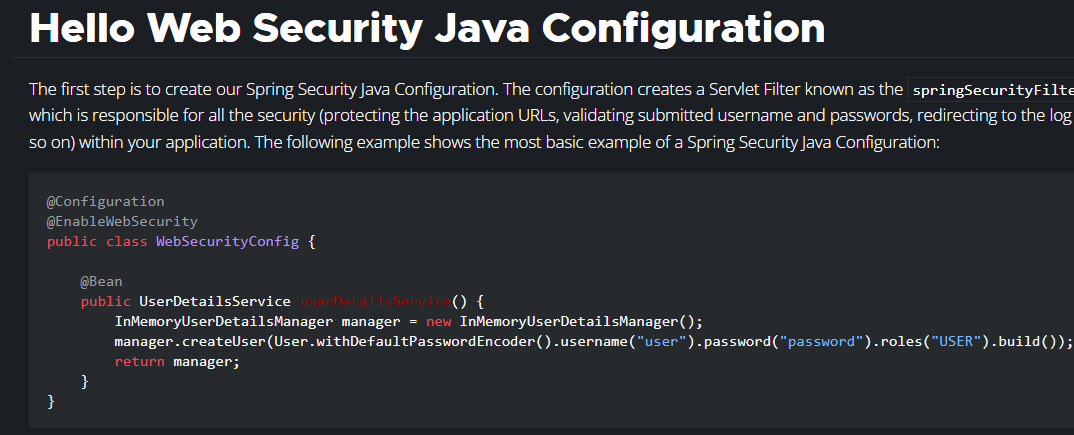 Hello Web Security Java Configuration
The first step is to create our Spring Security Java Configuration. The configuration creates a Servlet Filter known as the springSecurityFilte
which is responsible for all the security (protecting the application URLs, validating submitted username and passwords, redirecting to the log
so on) within your application. The following example shows the most basic example of a Spring Security Java Configuration:
@Configuration
@EnableWebSecurity
public class WebSecurityConfig {
@Bean
public UserDetailsService userDetailsService() {
InMemoryUserDetailsManager manager = new InMemoryUserDetailsManager();
manager.createUser(User.withDefaultPasswordEncoder().username("user").password("password").roles("USER").build());
return manager;
}
}